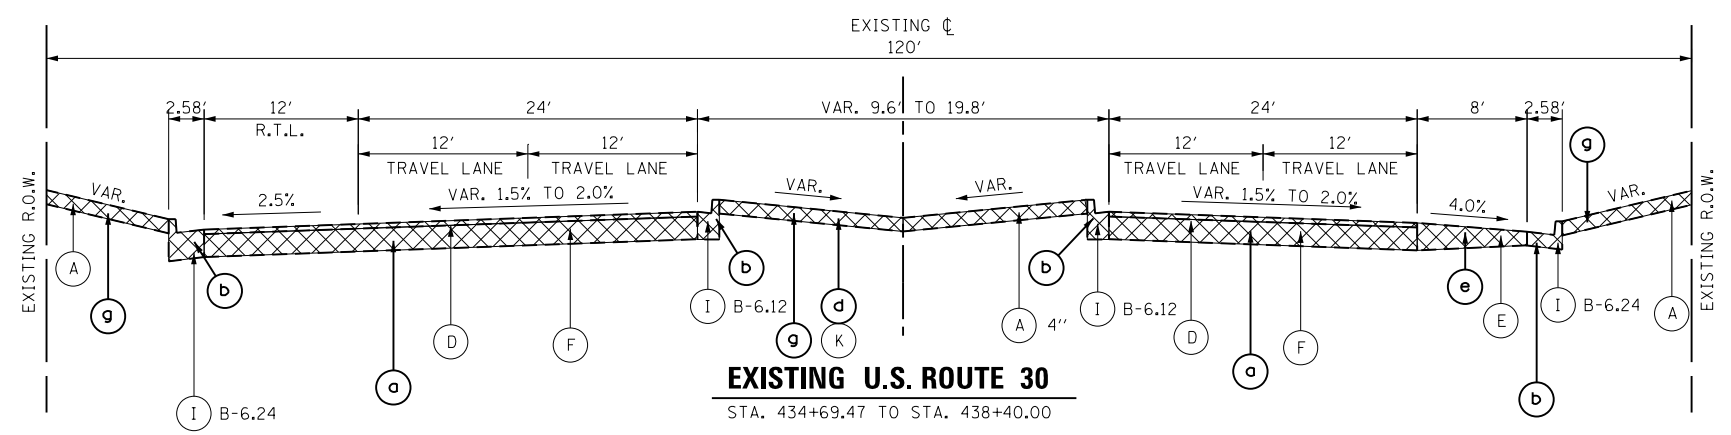 EXISTING ℄
120'
2.58' 12' 24' VAR. 9.6' TO 19.8' 24' 8' 2.58'
R.T.L.
12' 12' 12' 12'
TRAVEL LANE TRAVEL LANE TRAVEL LANE TRAVEL LANE
g
EXISTING R.O.W.
VAR.
2.5%
VAR. 1.5% TO 2.0%
VAR.
VAR.
VAR. 1.5% TO 2.0%
4.0%
VAR.
EXISTING R.O.W.
A b b b e
g I B-6.12 d I B-6.12 I B-6.24 A
D F g K A 4'' D F E
a a b
I B-6.24
EXISTING U.S. ROUTE 30
STA. 434+69.47 TO STA. 438+40.00